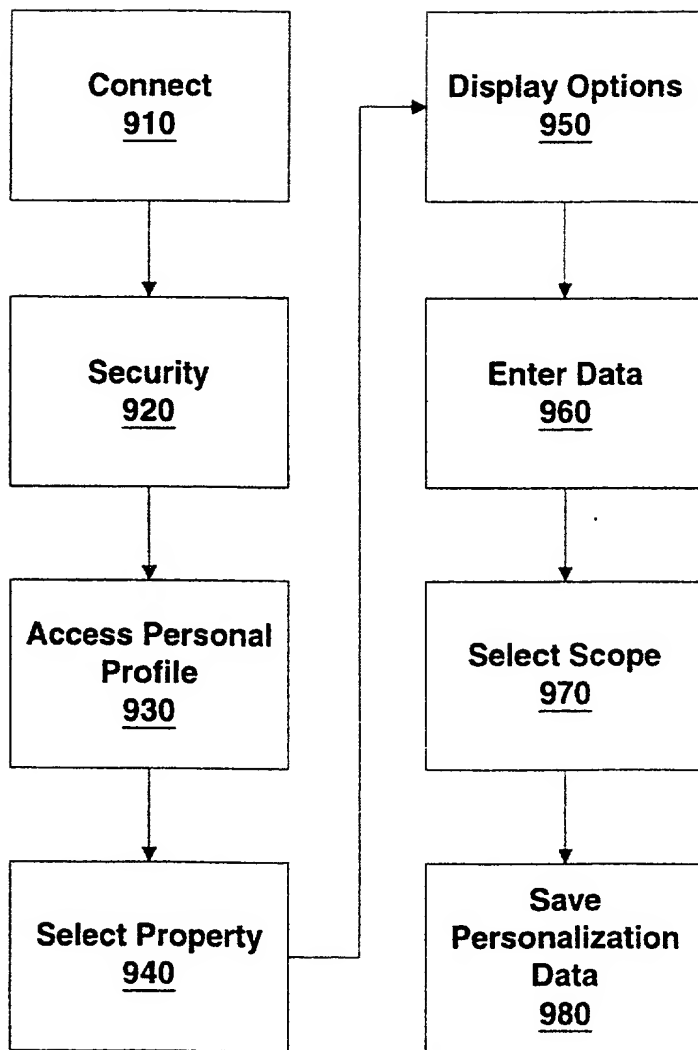 Connect
910
Security
920
Access Personal
Profile
930
Select Property
940
Display Options
950
Enter Data
960
Select Scope
970
Save
Personalization
Data
980